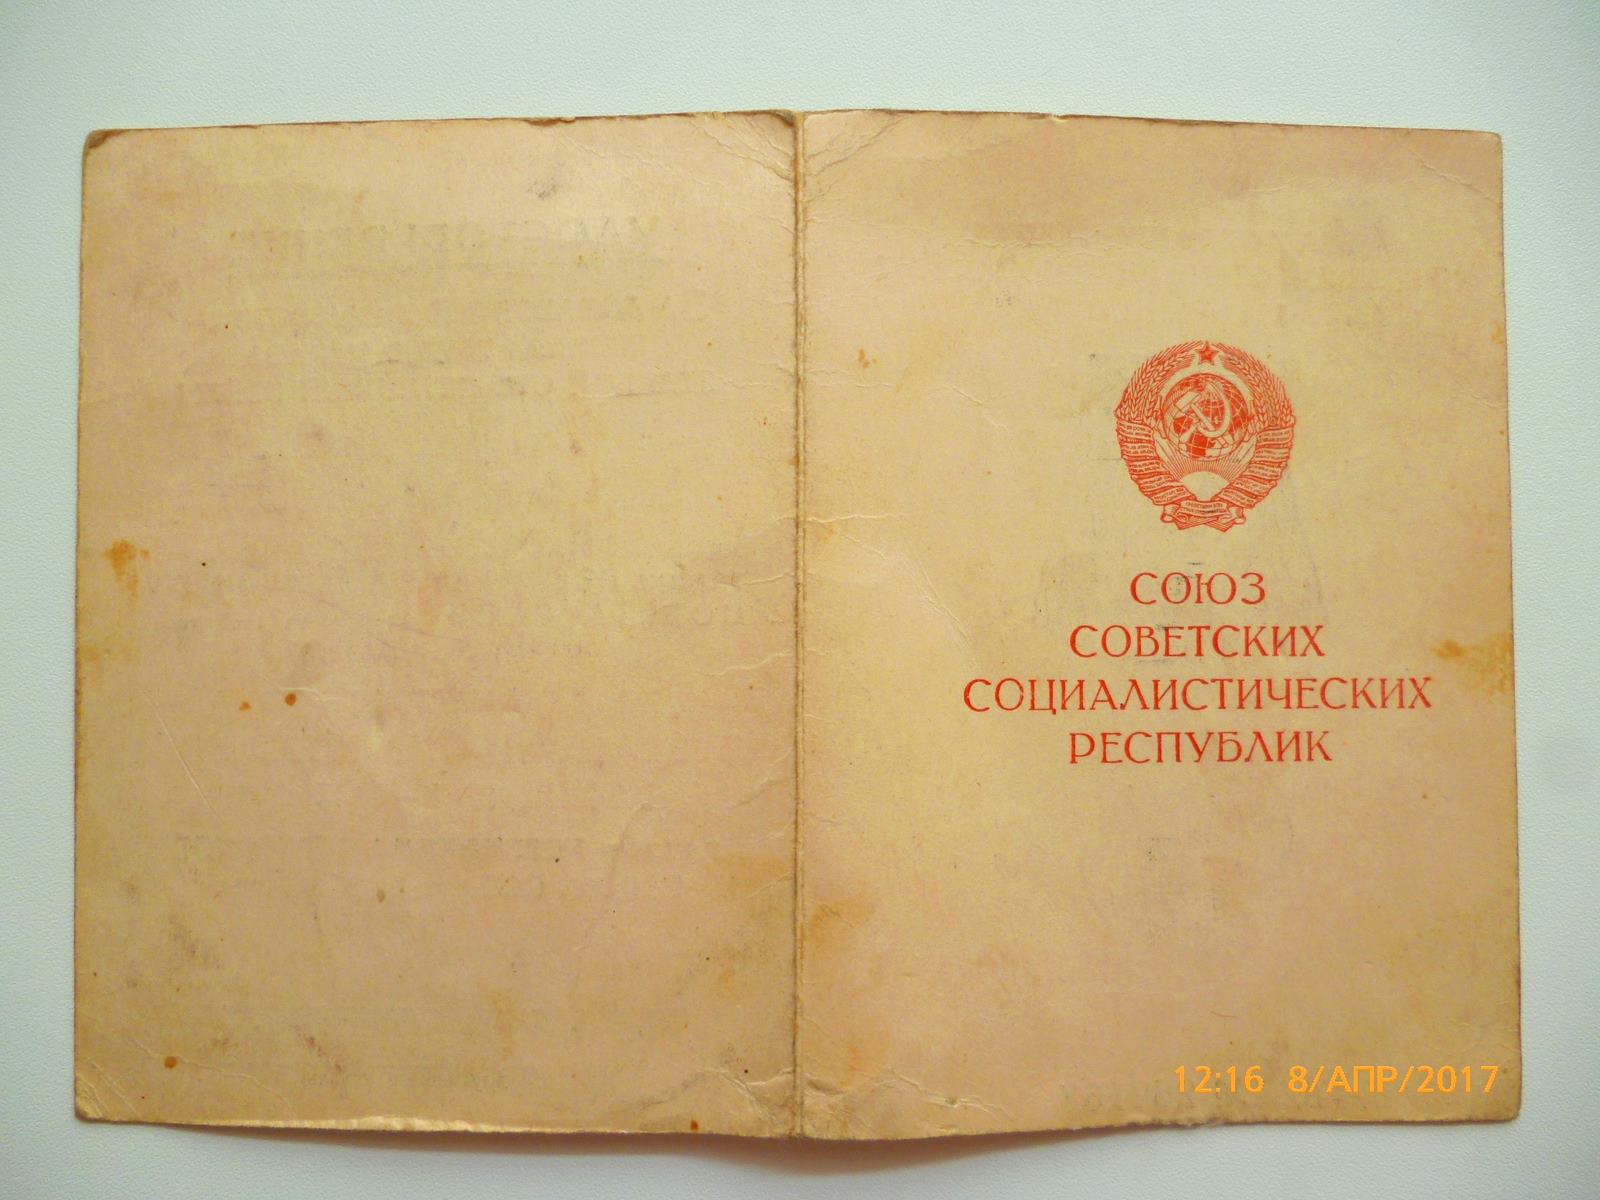 СОЮЗ
СОВЕТСКИХ
СОЦИАЛИСТИЧЕСКИХ
РЕСПУБЛИК
12:16 8/АПР/2017